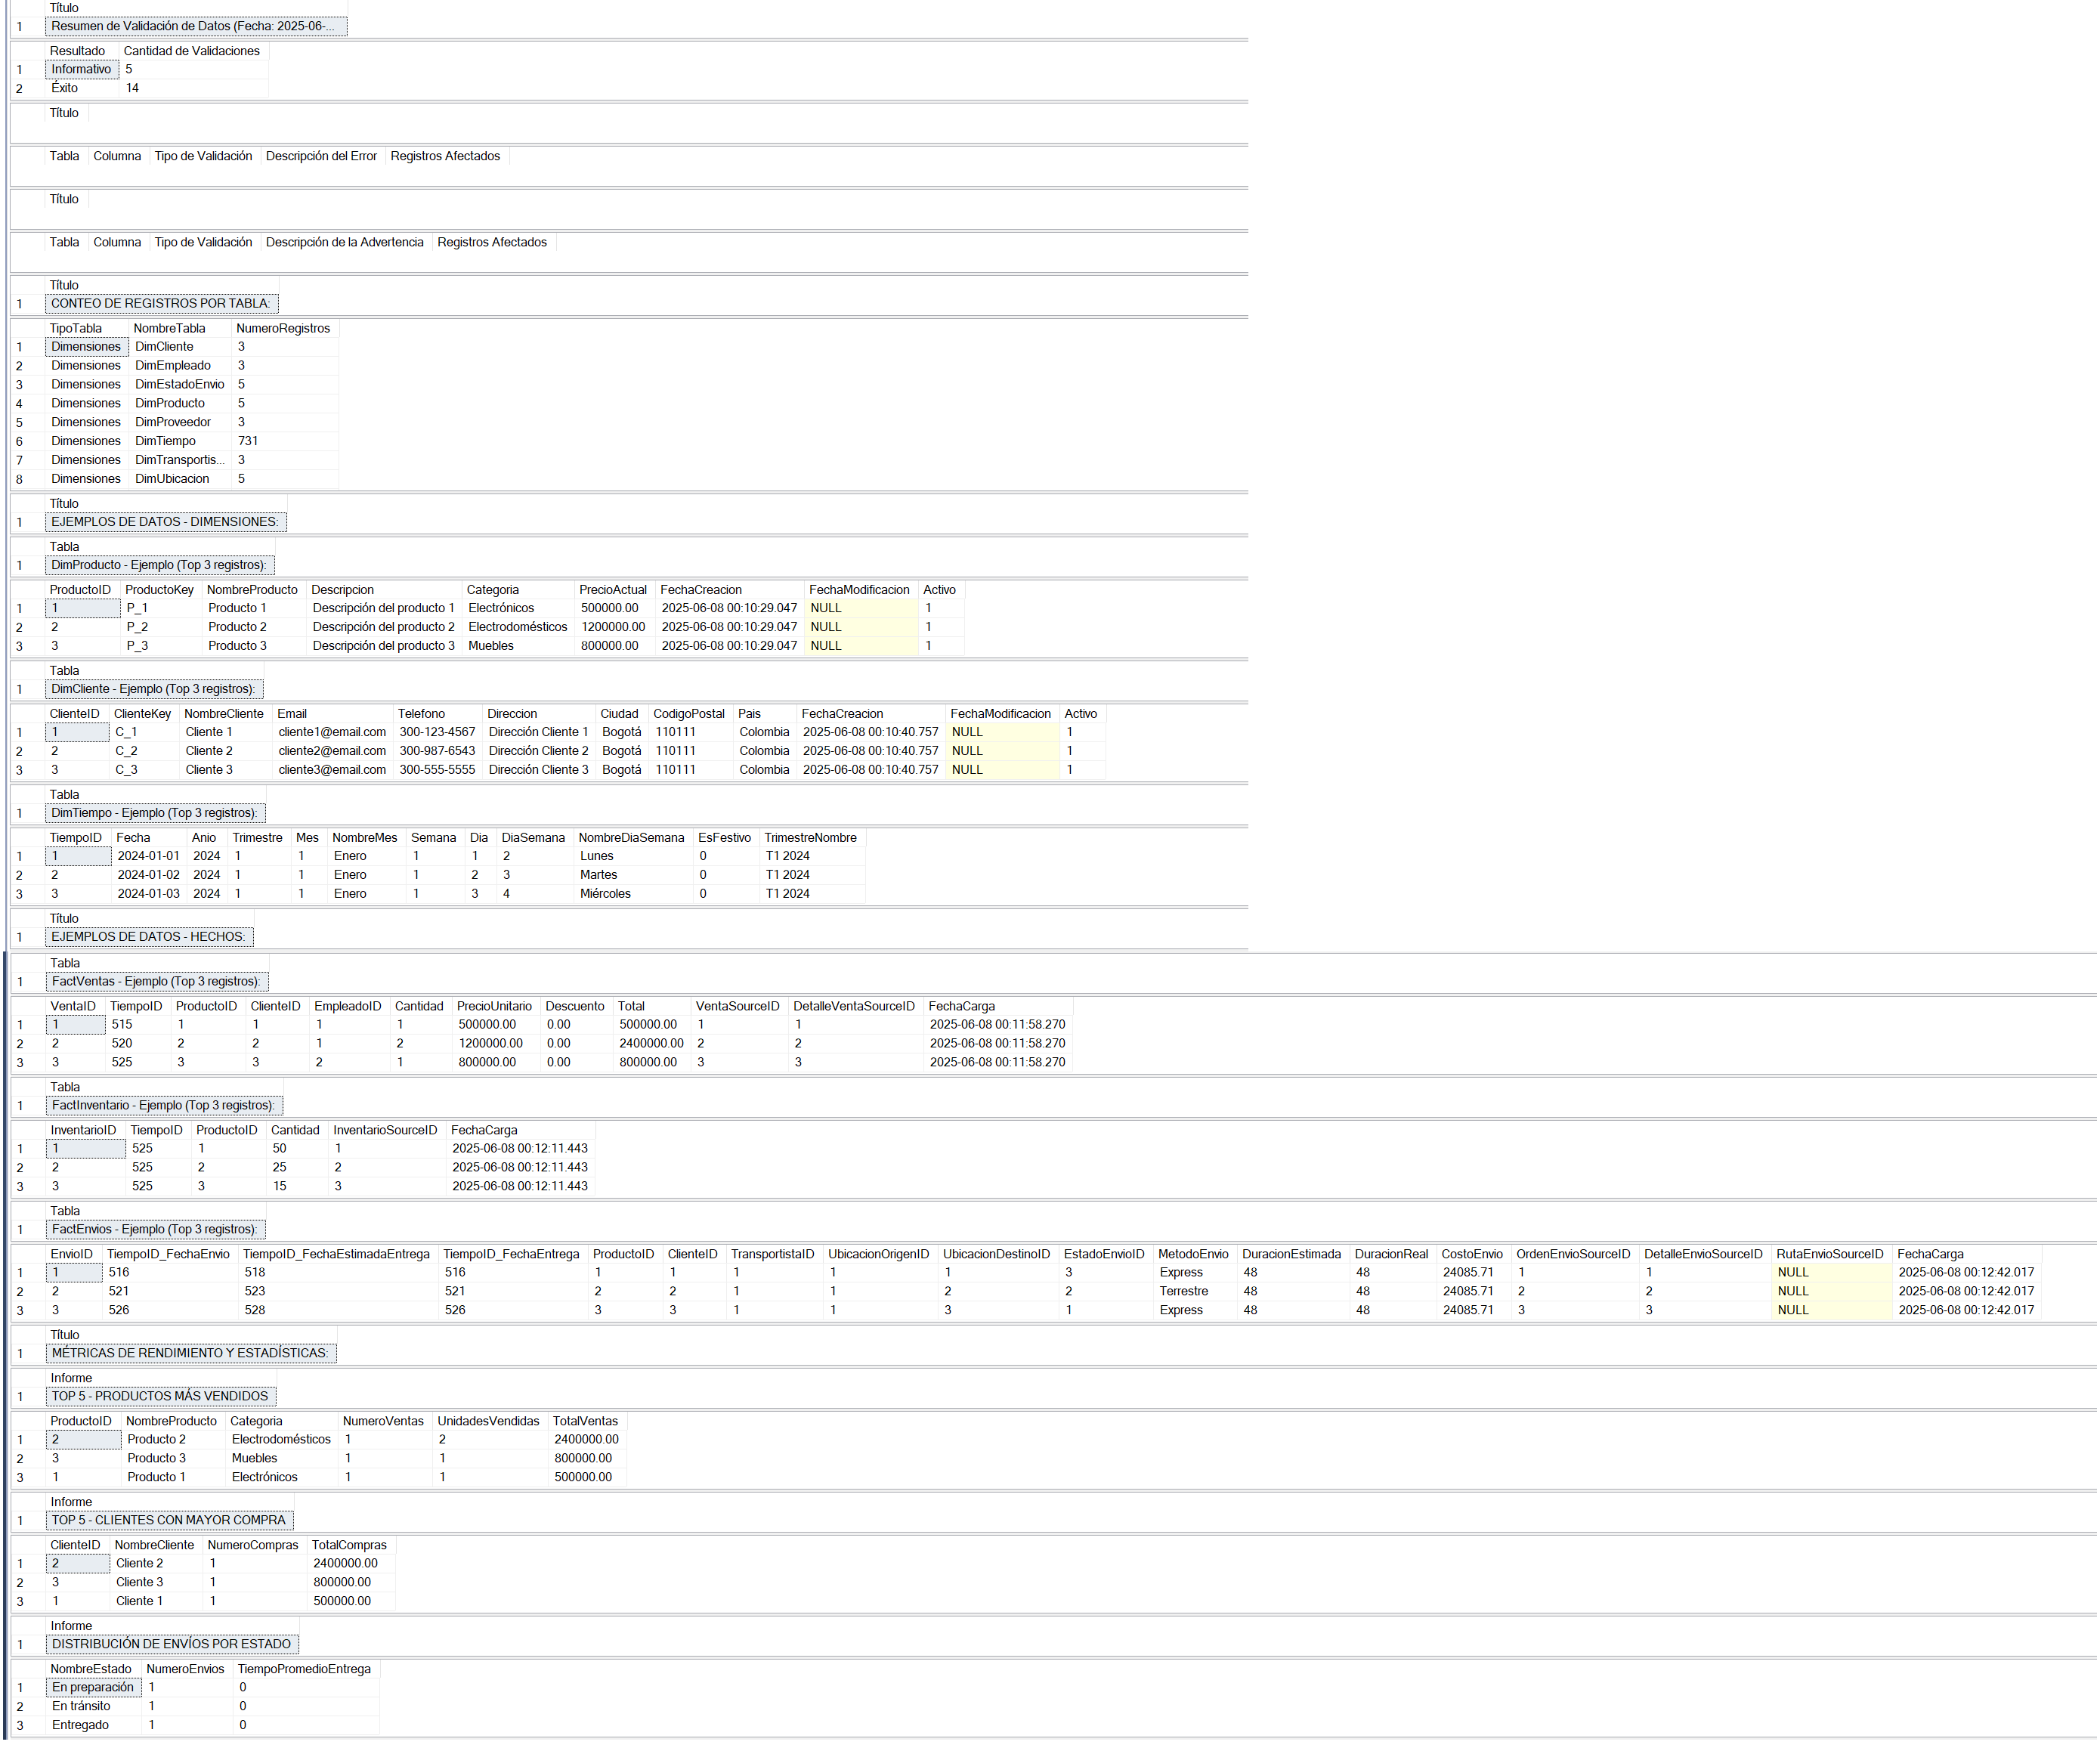 Título
1 Resumen de Validación de Datos (Fecha: 2025-06-...
Resultado Cantidad de Validaciones
1 Informativo 5
2 Éxito 14
Título
Tabla Columna Tipo de Validación Descripción del Error Registros Afectados
Título
Tabla Columna Tipo de Validación Descripción de la Advertencia Registros Afectados
Título
1 CONTEO DE REGISTROS POR TABLA:
TipoTabla NombreTabla NumeroRegistros
1 Dimensiones DimCliente 3
2 Dimensiones DimEmpleado 3
3 Dimensiones DimEstadoEnvio 5
4 Dimensiones DimProducto 5
5 Dimensiones DimProveedor 3
6 Dimensiones DimTiempo 731
7 Dimensiones DimTransportis... 3
8 Dimensiones DimUbicacion 5
Título
1 EJEMPLOS DE DATOS - DIMENSIONES:
Tabla
1 DimProducto - Ejemplo (Top 3 registros):
ProductoID ProductoKey NombreProducto Descripcion Categoria PrecioActual FechaCreacion FechaModificacion Activo
1 1 P_1 Producto 1 Descripción del producto 1 Electrónicos 500000.00 2025-06-08 00:10:29.047 NULL 1
2 2 P_2 Producto 2 Descripción del producto 2 Electrodomésticos 1200000.00 2025-06-08 00:10:29.047 NULL 1
3 3 P_3 Producto 3 Descripción del producto 3 Muebles 800000.00 2025-06-08 00:10:29.047 NULL 1
Tabla
1 DimCliente - Ejemplo (Top 3 registros):
ClienteID ClienteKey NombreCliente Email Telefono Direccion Ciudad CodigoPostal Pais FechaCreacion FechaModificacion Activo
1 1 C_1 Cliente 1 cliente1@email.com 300-123-4567 Dirección Cliente 1 Bogotá 110111 Colombia 2025-06-08 00:10:40.757 NULL 1
2 2 C_2 Cliente 2 cliente2@email.com 300-987-6543 Dirección Cliente 2 Bogotá 110111 Colombia 2025-06-08 00:10:40.757 NULL 1
3 3 C_3 Cliente 3 cliente3@email.com 300-555-5555 Dirección Cliente 3 Bogotá 110111 Colombia 2025-06-08 00:10:40.757 NULL 1
Tabla
1 DimTiempo - Ejemplo (Top 3 registros):
TiempoID Fecha Anio Trimestre Mes NombreMes Semana Dia DiaSemana NombreDiaSemana EsFestivo TrimestreNombre
1 1 2024-01-01 2024 1 1 Enero 1 1 2 Lunes 0 T1 2024
2 2 2024-01-02 2024 1 1 Enero 1 2 3 Martes 0 T1 2024
3 3 2024-01-03 2024 1 1 Enero 1 3 4 Miércoles 0 T1 2024
Título
1 EJEMPLOS DE DATOS - HECHOS:
Tabla
1 FactVentas - Ejemplo (Top 3 registros):
VentaID TiempoID ProductoID ClienteID EmpleadoID Cantidad PrecioUnitario Descuento Total VentaSourceID DetalleVentaSourceID FechaCarga
1 1 515 1 1 1 1 500000.00 0.00 500000.00 1 1 2025-06-08 00:11:58.270
2 2 520 2 2 1 2 1200000.00 0.00 2400000.00 2 2 2025-06-08 00:11:58.270
3 3 525 3 3 2 1 800000.00 0.00 800000.00 3 3 2025-06-08 00:11:58.270
Tabla
1 FactInventario - Ejemplo (Top 3 registros):
InventarioID TiempoID ProductoID Cantidad InventarioSourceID FechaCarga
1 1 525 1 50 1 2025-06-08 00:12:11.443
2 2 525 2 25 2 2025-06-08 00:12:11.443
3 3 525 3 15 3 2025-06-08 00:12:11.443
Tabla
1 FactEnvios - Ejemplo (Top 3 registros):
EnvioID TiempoID_FechaEnvio TiempoID_FechaEstimadaEntrega TiempoID_FechaEntrega ProductoID ClienteID TransportistaID UbicacionOrigenID UbicacionDestinoID EstadoEnvioID MetodoEnvio DuracionEstimada DuracionReal CostoEnvio OrdenEnvioSourceID DetalleEnvioSourceID RutaEnvioSourceID FechaCarga
1 1 516 518 516 1 1 1 1 1 3 Express 48 48 24085.71 1 1 NULL 2025-06-08 00:12:42.017
2 2 521 523 521 2 2 1 1 2 2 Terrestre 48 48 24085.71 2 2 NULL 2025-06-08 00:12:42.017
3 3 526 528 526 3 3 1 1 3 1 Express 48 48 24085.71 3 3 NULL 2025-06-08 00:12:42.017
Título
1 MÉTRICAS DE RENDIMIENTO Y ESTADÍSTICAS:
Informe
1 TOP 5 - PRODUCTOS MÁS VENDIDOS
ProductoID NombreProducto Categoria NumeroVentas UnidadesVendidas TotalVentas
1 2 Producto 2 Electrodomésticos 1 2 2400000.00
2 3 Producto 3 Muebles 1 1 800000.00
3 1 Producto 1 Electrónicos 1 1 500000.00
Informe
1 TOP 5 - CLIENTES CON MAYOR COMPRA
ClienteID NombreCliente NumeroCompras TotalCompras
1 2 Cliente 2 1 2400000.00
2 3 Cliente 3 1 800000.00
3 1 Cliente 1 1 500000.00
Informe
1 DISTRIBUCIÓN DE ENVÍOS POR ESTADO
NombreEstado NumeroEnvios TiempoPromedioEntrega
1 En preparación 1 0
2 En tránsito 1 0
3 Entregado 1 0